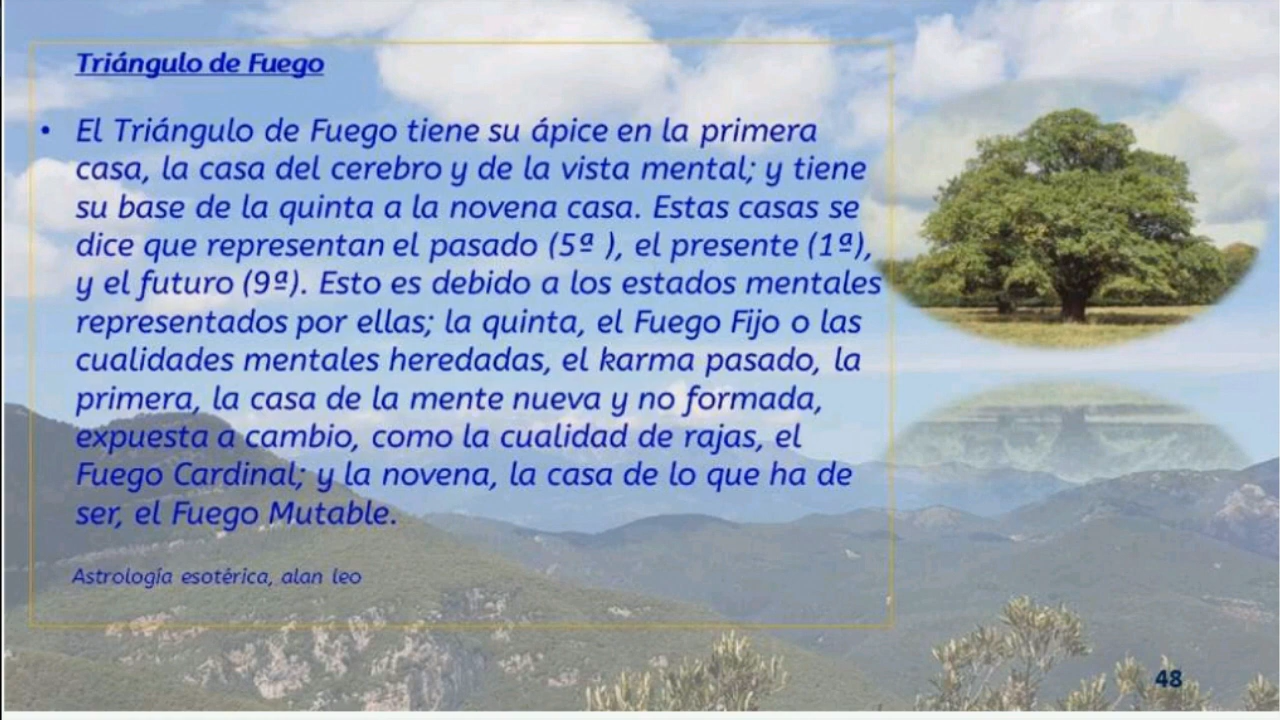 Triángulo de Fuego
• El Triángulo de Fuego tiene su ápice en la primera
casa, la casa del cerebro y de la vista mental; y tiene
su base de la quinta a la novena casa. Estas casas se
dice que representan el pasado (5ª ), el presente (1ª),
y el futuro (9ª). Esto es debido a los estados mentales
representados por ellas; la quinta, el Fuego Fijo o las
cualidades mentales heredadas, el karma pasado, la
primera, la casa de la mente nueva y no formada,
expuesta a cambio, como la cualidad de rajas, el
Fuego Cardinal; y la novena, la casa de lo que ha de
ser, el Fuego Mutable.
Astrología esotérica, alan leo
48